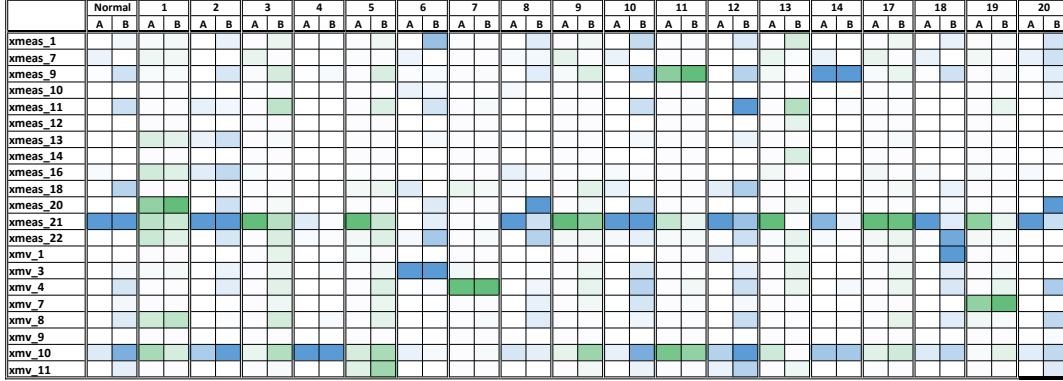 Normal 1 2 3 4 5 6 7 8 9 10 11 12 13 14 17 18 19 20
A B A B A B A B A B A B A B A B A B A B A B A B A B A B A B A B A B A B A B
xmeas_1
xmeas_7
xmeas_9
xmeas_10
xmeas_11
xmeas_12
xmeas_13
xmeas_14
xmeas_16
xmeas_18
xmeas_20
xmeas_21
xmeas_22
xmv_1
xmv_3
xmv_4
xmv_7
xmv_8
xmv_9
xmv_10
xmv_11